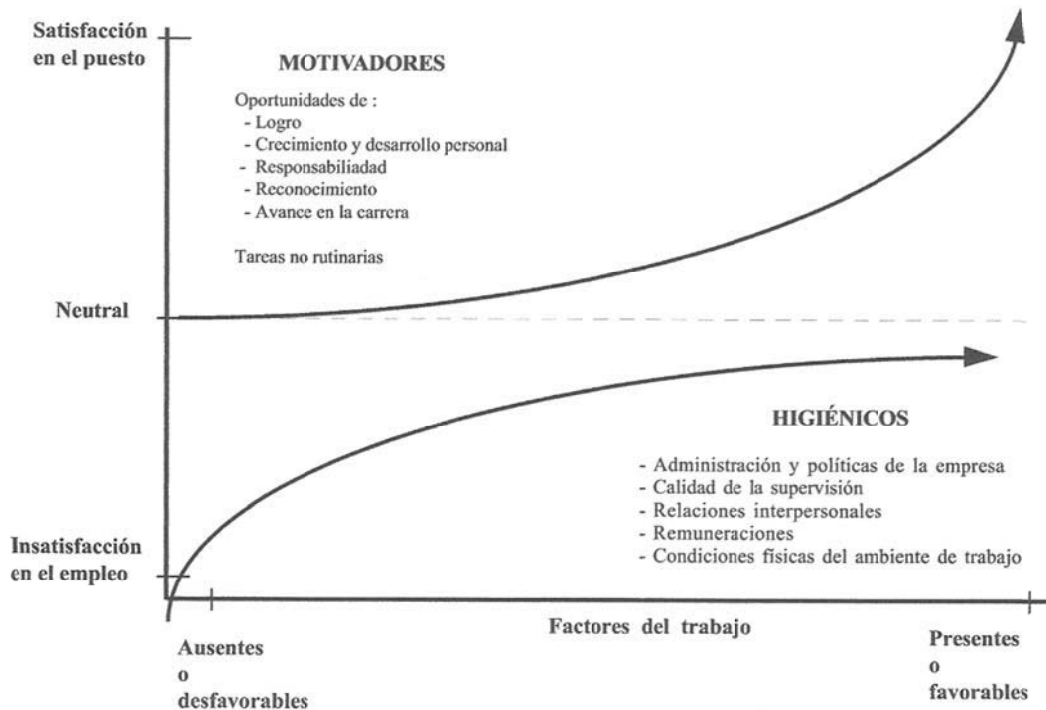 Satisfacción
en el puesto
MOTIVADORES
Oportunidades de :
- Logro
- Crecimiento y desarrollo personal
- Responsabiliadad
- Reconocimiento
- Avance en la carrera
Tareas no rutinarias
Neutral
HIGIÉNICOS
- Administración y políticas de la empresa
- Calidad de la supervisión
- Relaciones interpersonales
- Remuneraciones
- Condiciones físicas del ambiente de trabajo
Insatisfacción
en el empleo
Factores del trabajo
Ausentes
o
desfavorables
Presentes
o
favorables